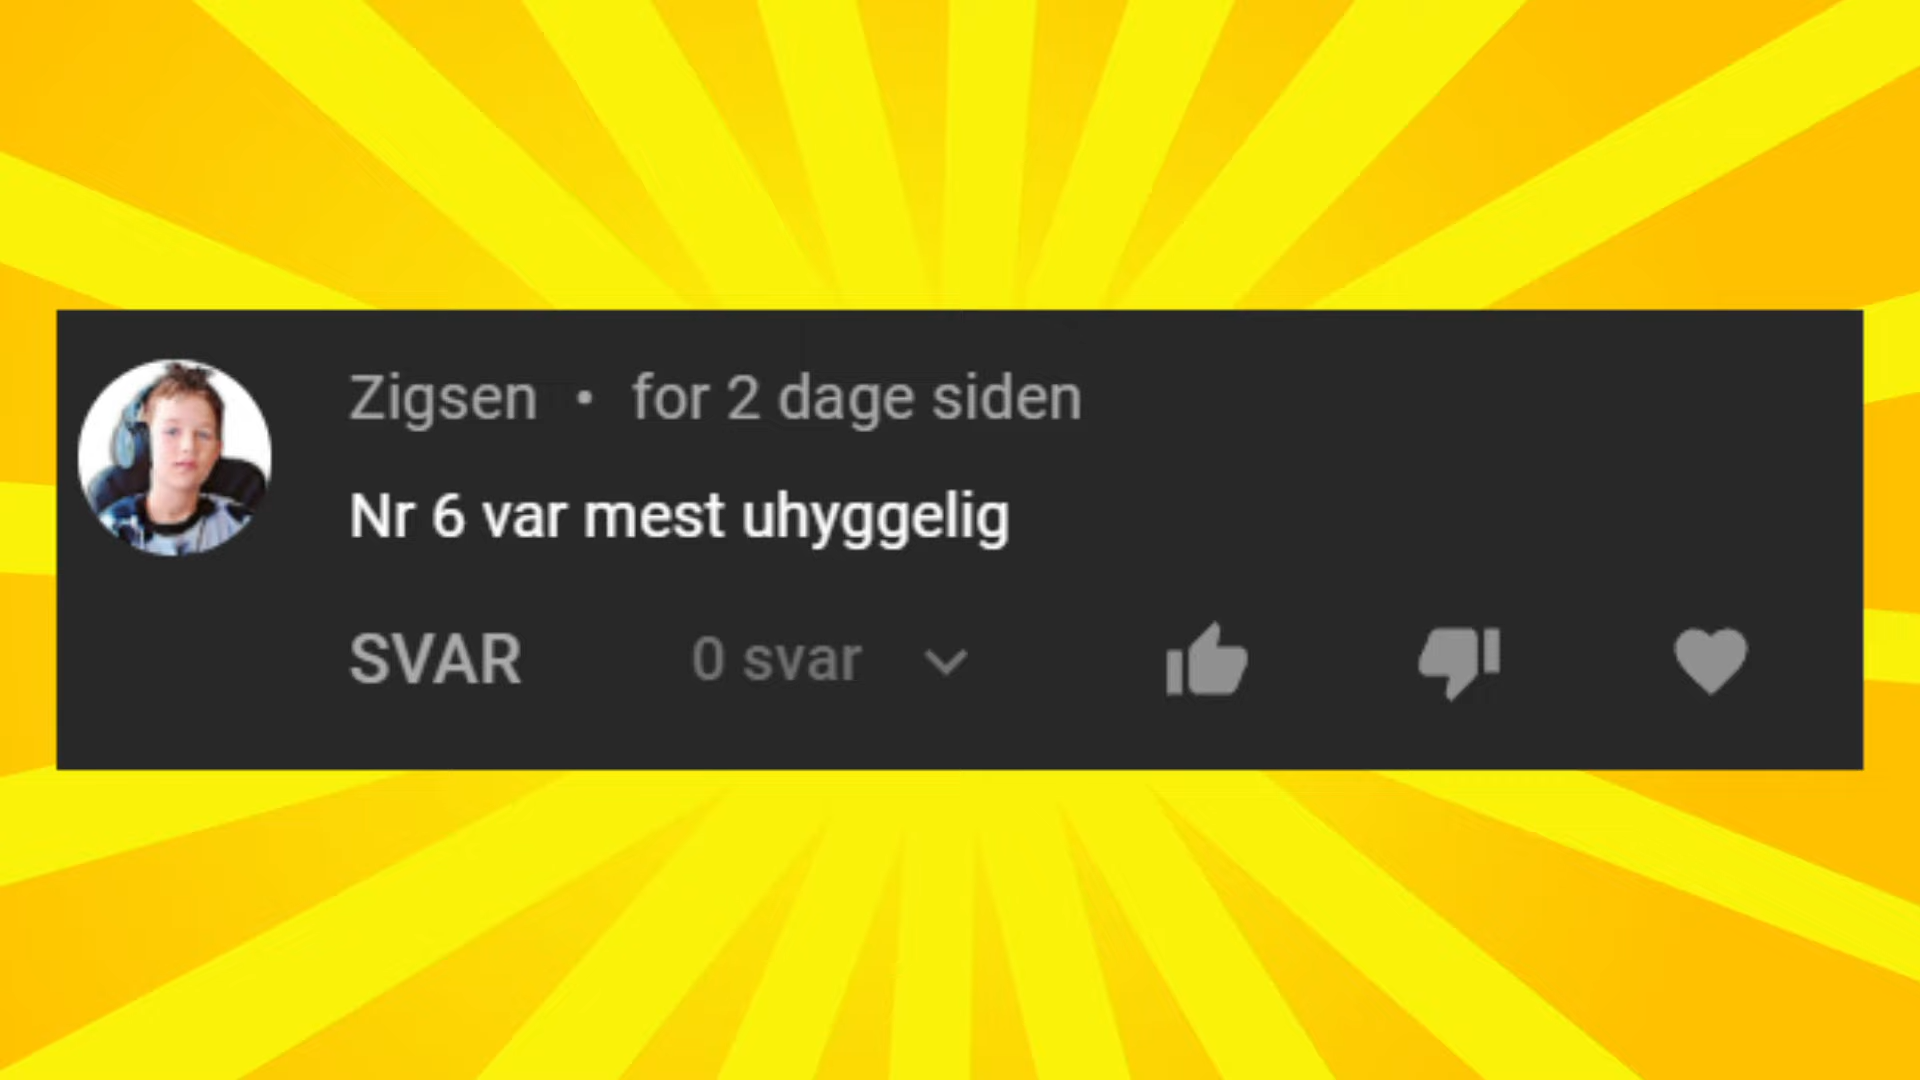 Zigsen • for 2 dage siden
Nr 6 var mest uhyggelig
SVAR 0 svar